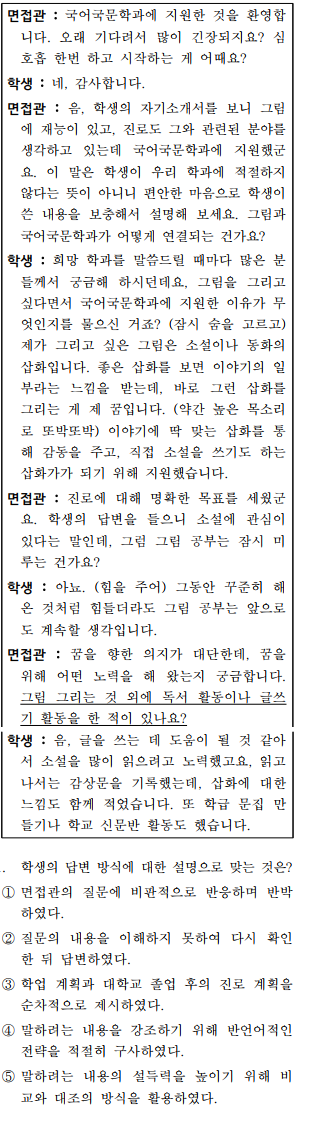 면접관 : 국어국문학과에 지원한 것을 환영합
니다. 오래 기다려서 많이 긴장되지요? 심
호흡 한번 하고 시작하는 게 어때요?
학생 : 네, 감사합니다.
면접관 : 음, 학생의 자기소개서를 보니 그림
에 재능이 있고, 진로도 그와 관련된 분야를
생각하고 있는데 국어국문학과에 지원했군
요. 이 말은 학생이 우리 학과에 적절하지
않다는 뜻이 아니니 편안한 마음으로 학생이
쓴 내용을 보충해서 설명해 보세요. 그림과
국어국문학과가 어떻게 연결되는 건가요?
학생 : 희망 학과를 말씀드릴 때마다 많은 분
들께서 궁금해 하시던데요, 그림을 그리고
싶다면서 국어국문학과에 지원한 이유가 무
엇인지를 물으신 거죠? (잠시 숨을 고르고)
제가 그리고 싶은 그림은 소설이나 동화의
삽화입니다. 좋은 삽화를 보면 이야기의 일
부라는 느낌을 받는데, 바로 그런 삽화를
그리는 게 제 꿈입니다. (약간 높은 목소리
로 또박또박) 이야기에 딱 맞는 삽화를 통
해 감동을 주고, 직접 소설을 쓰기도 하는
삽화가가 되기 위해 지원했습니다.
면접관 : 진로에 대해 명확한 목표를 세웠군
요. 학생의 답변을 들으니 소설에 관심이
있다는 말인데, 그럼 그림 공부는 잠시 미
루는 건가요?
학생 : 아뇨. (힘을 주어) 그동안 꾸준히 해
온 것처럼 힘들더라도 그림 공부는 앞으로
도 계속할 생각입니다.
면접관 : 꿈을 향한 의지가 대단한데, 꿈을
위해 어떤 노력을 해 왔는지 궁금합니다.
그림 그리는 것 외에 독서 활동이나 글쓰
기 활동을 한 적이 있나요?
학생 : 음, 글을 쓰는 데 도움이 될 것 같아
서 소설을 많이 읽으려고 노력했고요, 읽고
나서는 감상문을 기록했는데, 삽화에 대한
느낌도 함께 적었습니다. 또 학급 문집 만
들기나 학교 신문반 활동도 했습니다.
. 학생의 답변 방식에 대한 설명으로 맞는 것은?
① 면접관의 질문에 비판적으로 반응하며 반박
하였다.
② 질문의 내용을 이해하지 못하여 다시 확인
한 뒤 답변하였다.
③ 학업 계획과 대학교 졸업 후의 진로 계획을
순차적으로 제시하였다.
④ 말하려는 내용을 강조하기 위해 반언어적인
전략을 적절히 구사하였다.
⑤ 말하려는 내용의 설득력을 높이기 위해 비
교와 대조의 방식을 활용하였다.